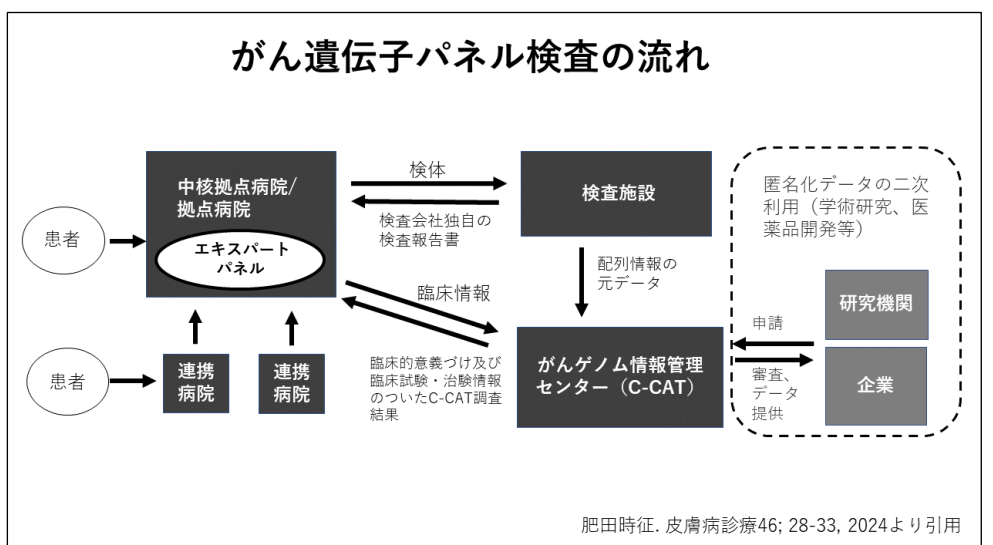 がん遺伝子パネル検査の流れ
患者
中核拠点病院/
拠点病院
エキスパート
パネル
検体
検査会社独自の
検査報告書
検査施設
配列情報の
元データ
臨床情報
臨床的意義づけ及び
臨床試験・治験情報
のついたC-CAT調査
結果
患者
連携
病院
連携
病院
がんゲノム情報管理
センター（C-CAT）
匿名化データの二次
利用（学術研究、医
薬品開発等）
申請
審査、
データ
提供
研究機関
企業
肥田時征. 皮膚病診療46; 28-33, 2024より引用